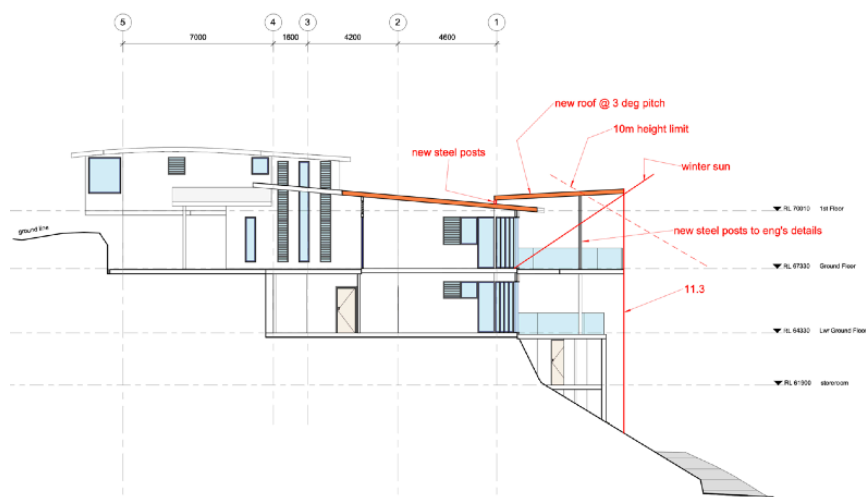 5
4
3
2
1
7000
1600
4200
4600
new roof @ 3 deg pitch
10m height limit
new steel posts
winter sun
RL 70010 1st Floor
ground line
new steel posts to eng's details
RL 67030 Ground Floor
11.3
RL 64330 Lwr Ground Floor
RL 61900 storeroom